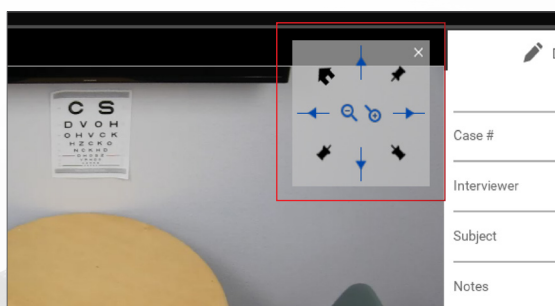 C S
D V O H
O H V C K
H Z C K O
N C K H D
Case #
Interviewer
Subject
Notes